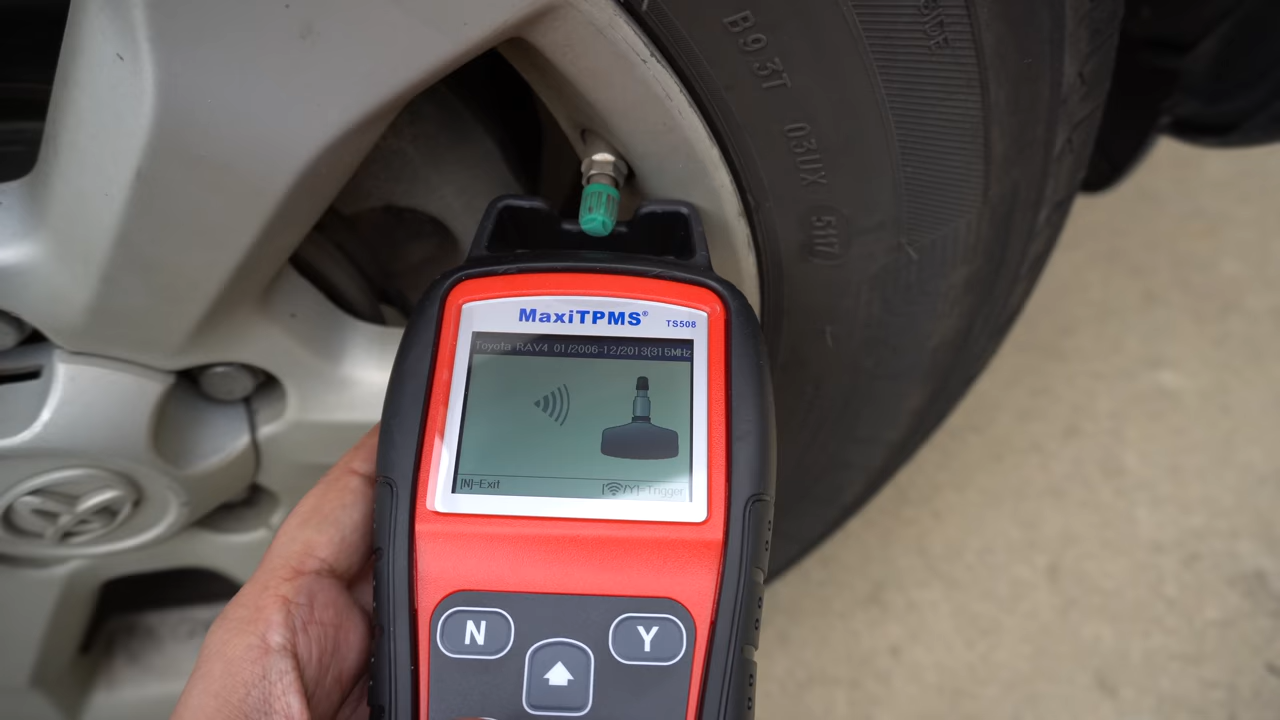 B93T 03UX 5117
MaxiTPMS®
TS508
Toyota RAV4 01/2006-12/2013(315MHz
[N]=Exit
/Y]=Trigger
N
Y